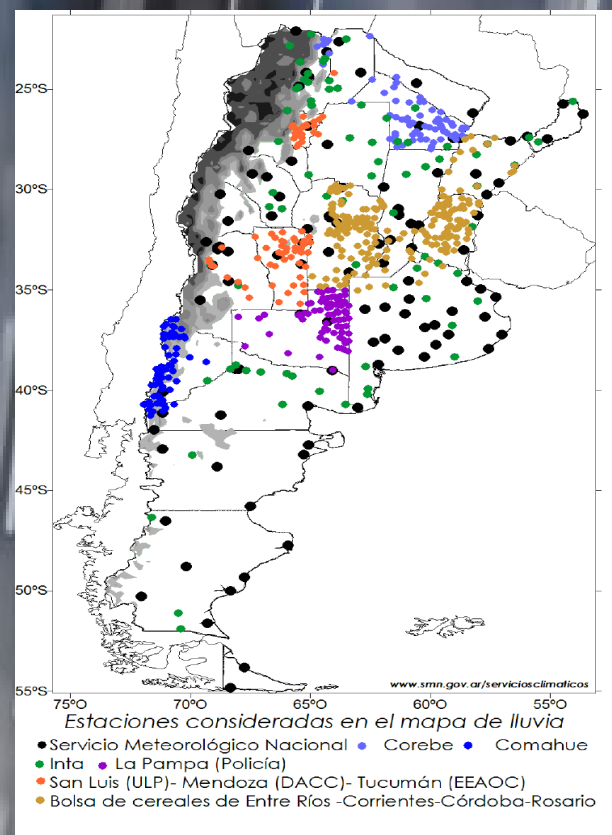 25°S
30°S
35°S
40°S
45°S
50°S
55°S
75°O 70°O 65°O 60°O 55°O
www.smn.gov.ar/serviciosclimaticos
Estaciones consideradas en el mapa de lluvia
Servicio Meteorológico Nacional Corebe Comahue
Inta La Pampa (Policía)
San Luis (ULP)- Mendoza (DACC)- Tucumán (EEAOC)
Bolsa de cereales de Entre Ríos -Corrientes-Córdoba-Rosario